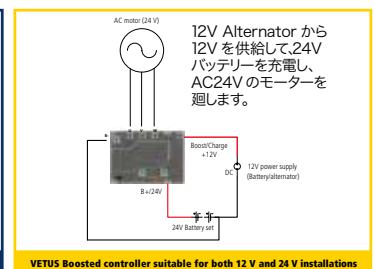 AC motor (24 V)
12V Alternator から
12V を供給して、24V
バッテリーを充電し、
AC24V のモーターを
廻します。
B-
U
V
W
Boost/Charge
+12V
DC
12V power supply
(Battery/alternator)
B+/24V
24V Battery set
VETUS Boosted controller suitable for both 12 V and 24 V installations